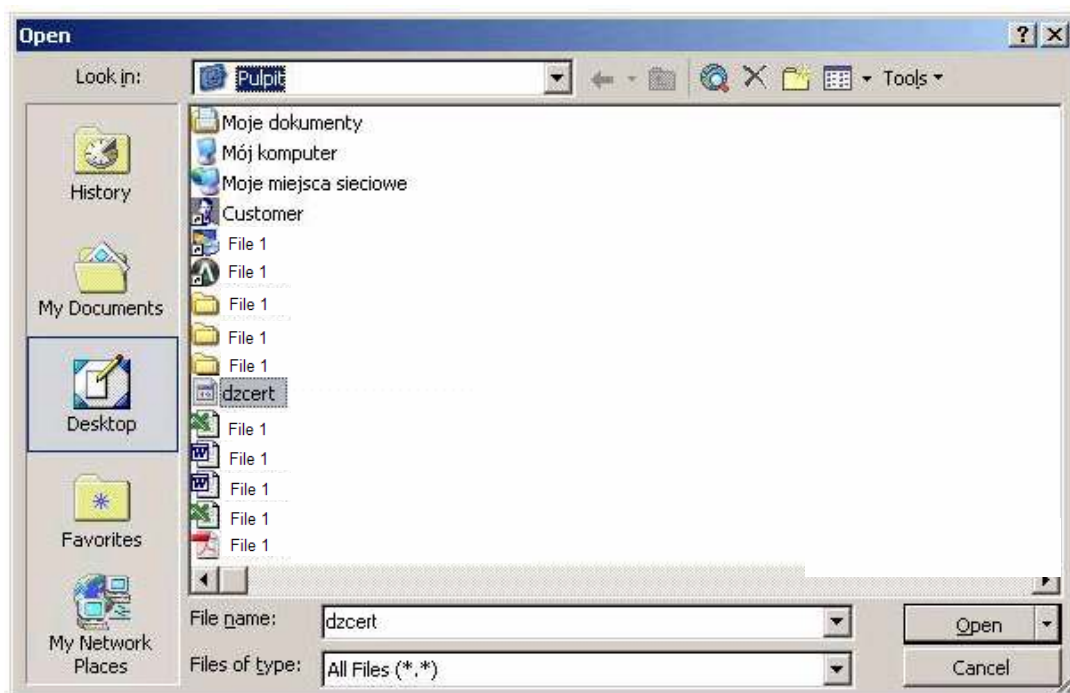 Open
Look in: Pulpit Tools
Moje dokumenty
Mój komputer
Moje miejsca sieciowe
Customer
File 1
File 1
File 1
File 1
File 1
dzcert
File 1
File 1
File 1
File 1
File 1
History
My Documents
Desktop
Favorites
My Network
Places
File name: dzcert Open
Files of type: All Files (*.*) Cancel